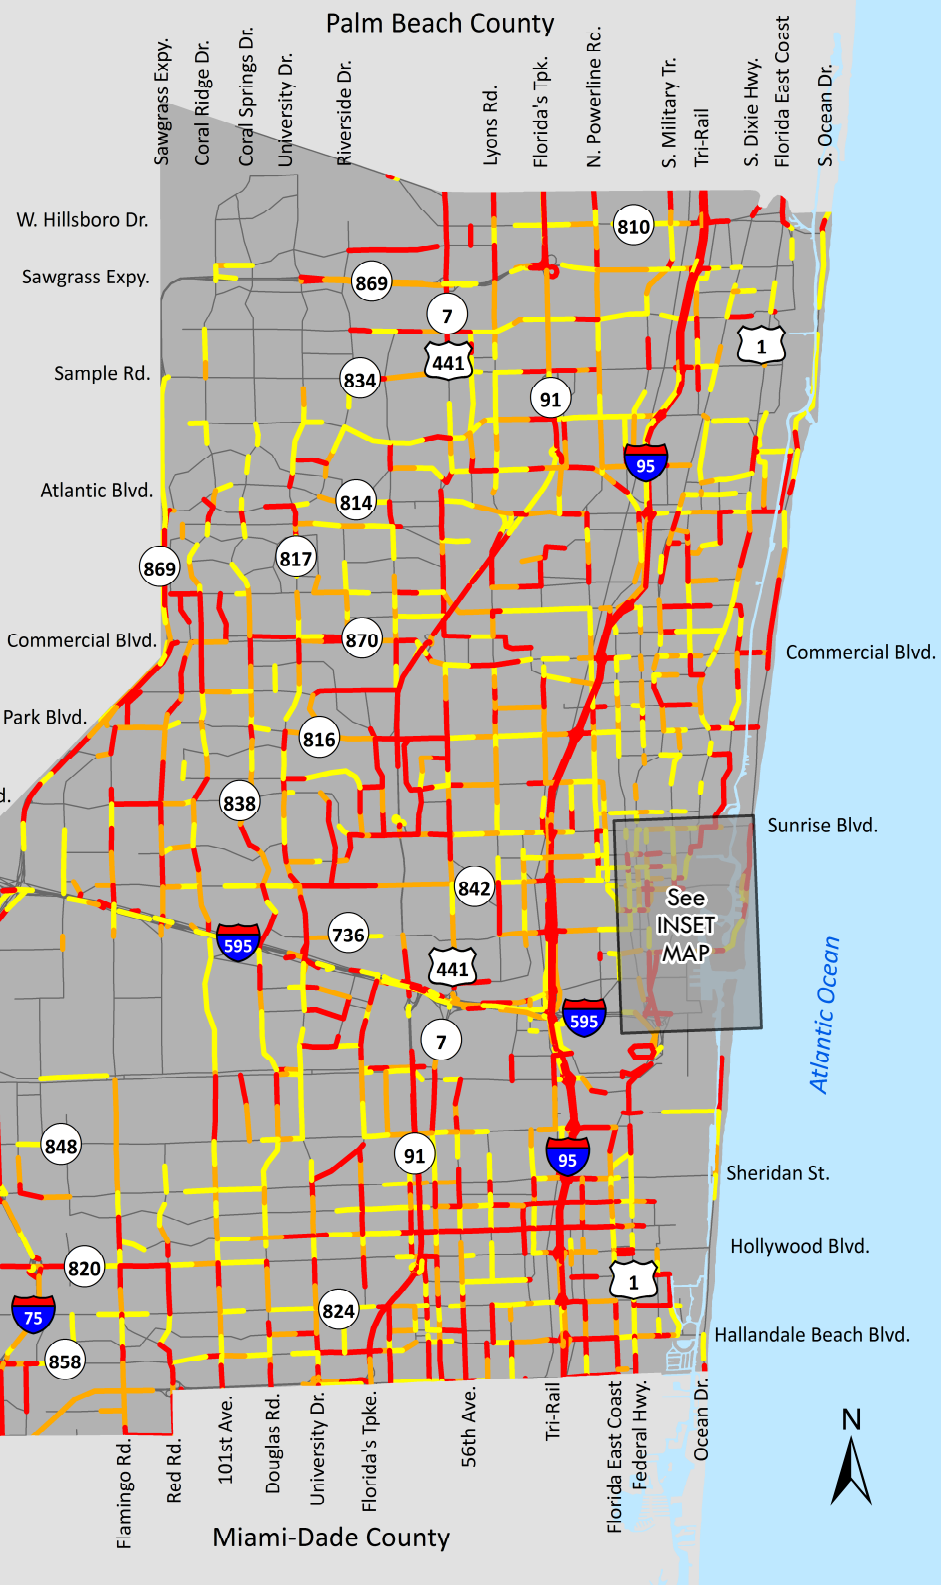 Palm Beach County
Sawgrass Expy.
Coral Ridge Dr.
Coral Springs Dr.
University Dr.
Riverside Dr.
Lyons Rd.
Florida's Tpk.
N. Powerline Rc.
S. Military Tr.
Tri-Rail
S. Dixie Hwy.
Florida East Coast
S. Ocean Dr.
W. Hillsboro Dr.
810
Sawgrass Expy.
869
7
441
1
Sample Rd.
834
91
95
Atlantic Blvd.
814
817
869
Commercial Blvd.
870
Commercial Blvd.
Park Blvd.
816
d.
838
Sunrise Blvd.
842
See
INSET
MAP
736
595
441
Atlantic Ocean
595
7
848
91
95
Sheridan St.
Hollywood Blvd.
820
1
75
824
Hallandale Beach Blvd.
858
Flamingo Rd.
Red Rd.
101st Ave.
Douglas Rd.
University Dr.
Florida's Tpke.
56th Ave.
Tri-Rail
Florida East Coast
Federal Hwy.
Ocean Dr.
N
Miami-Dade County